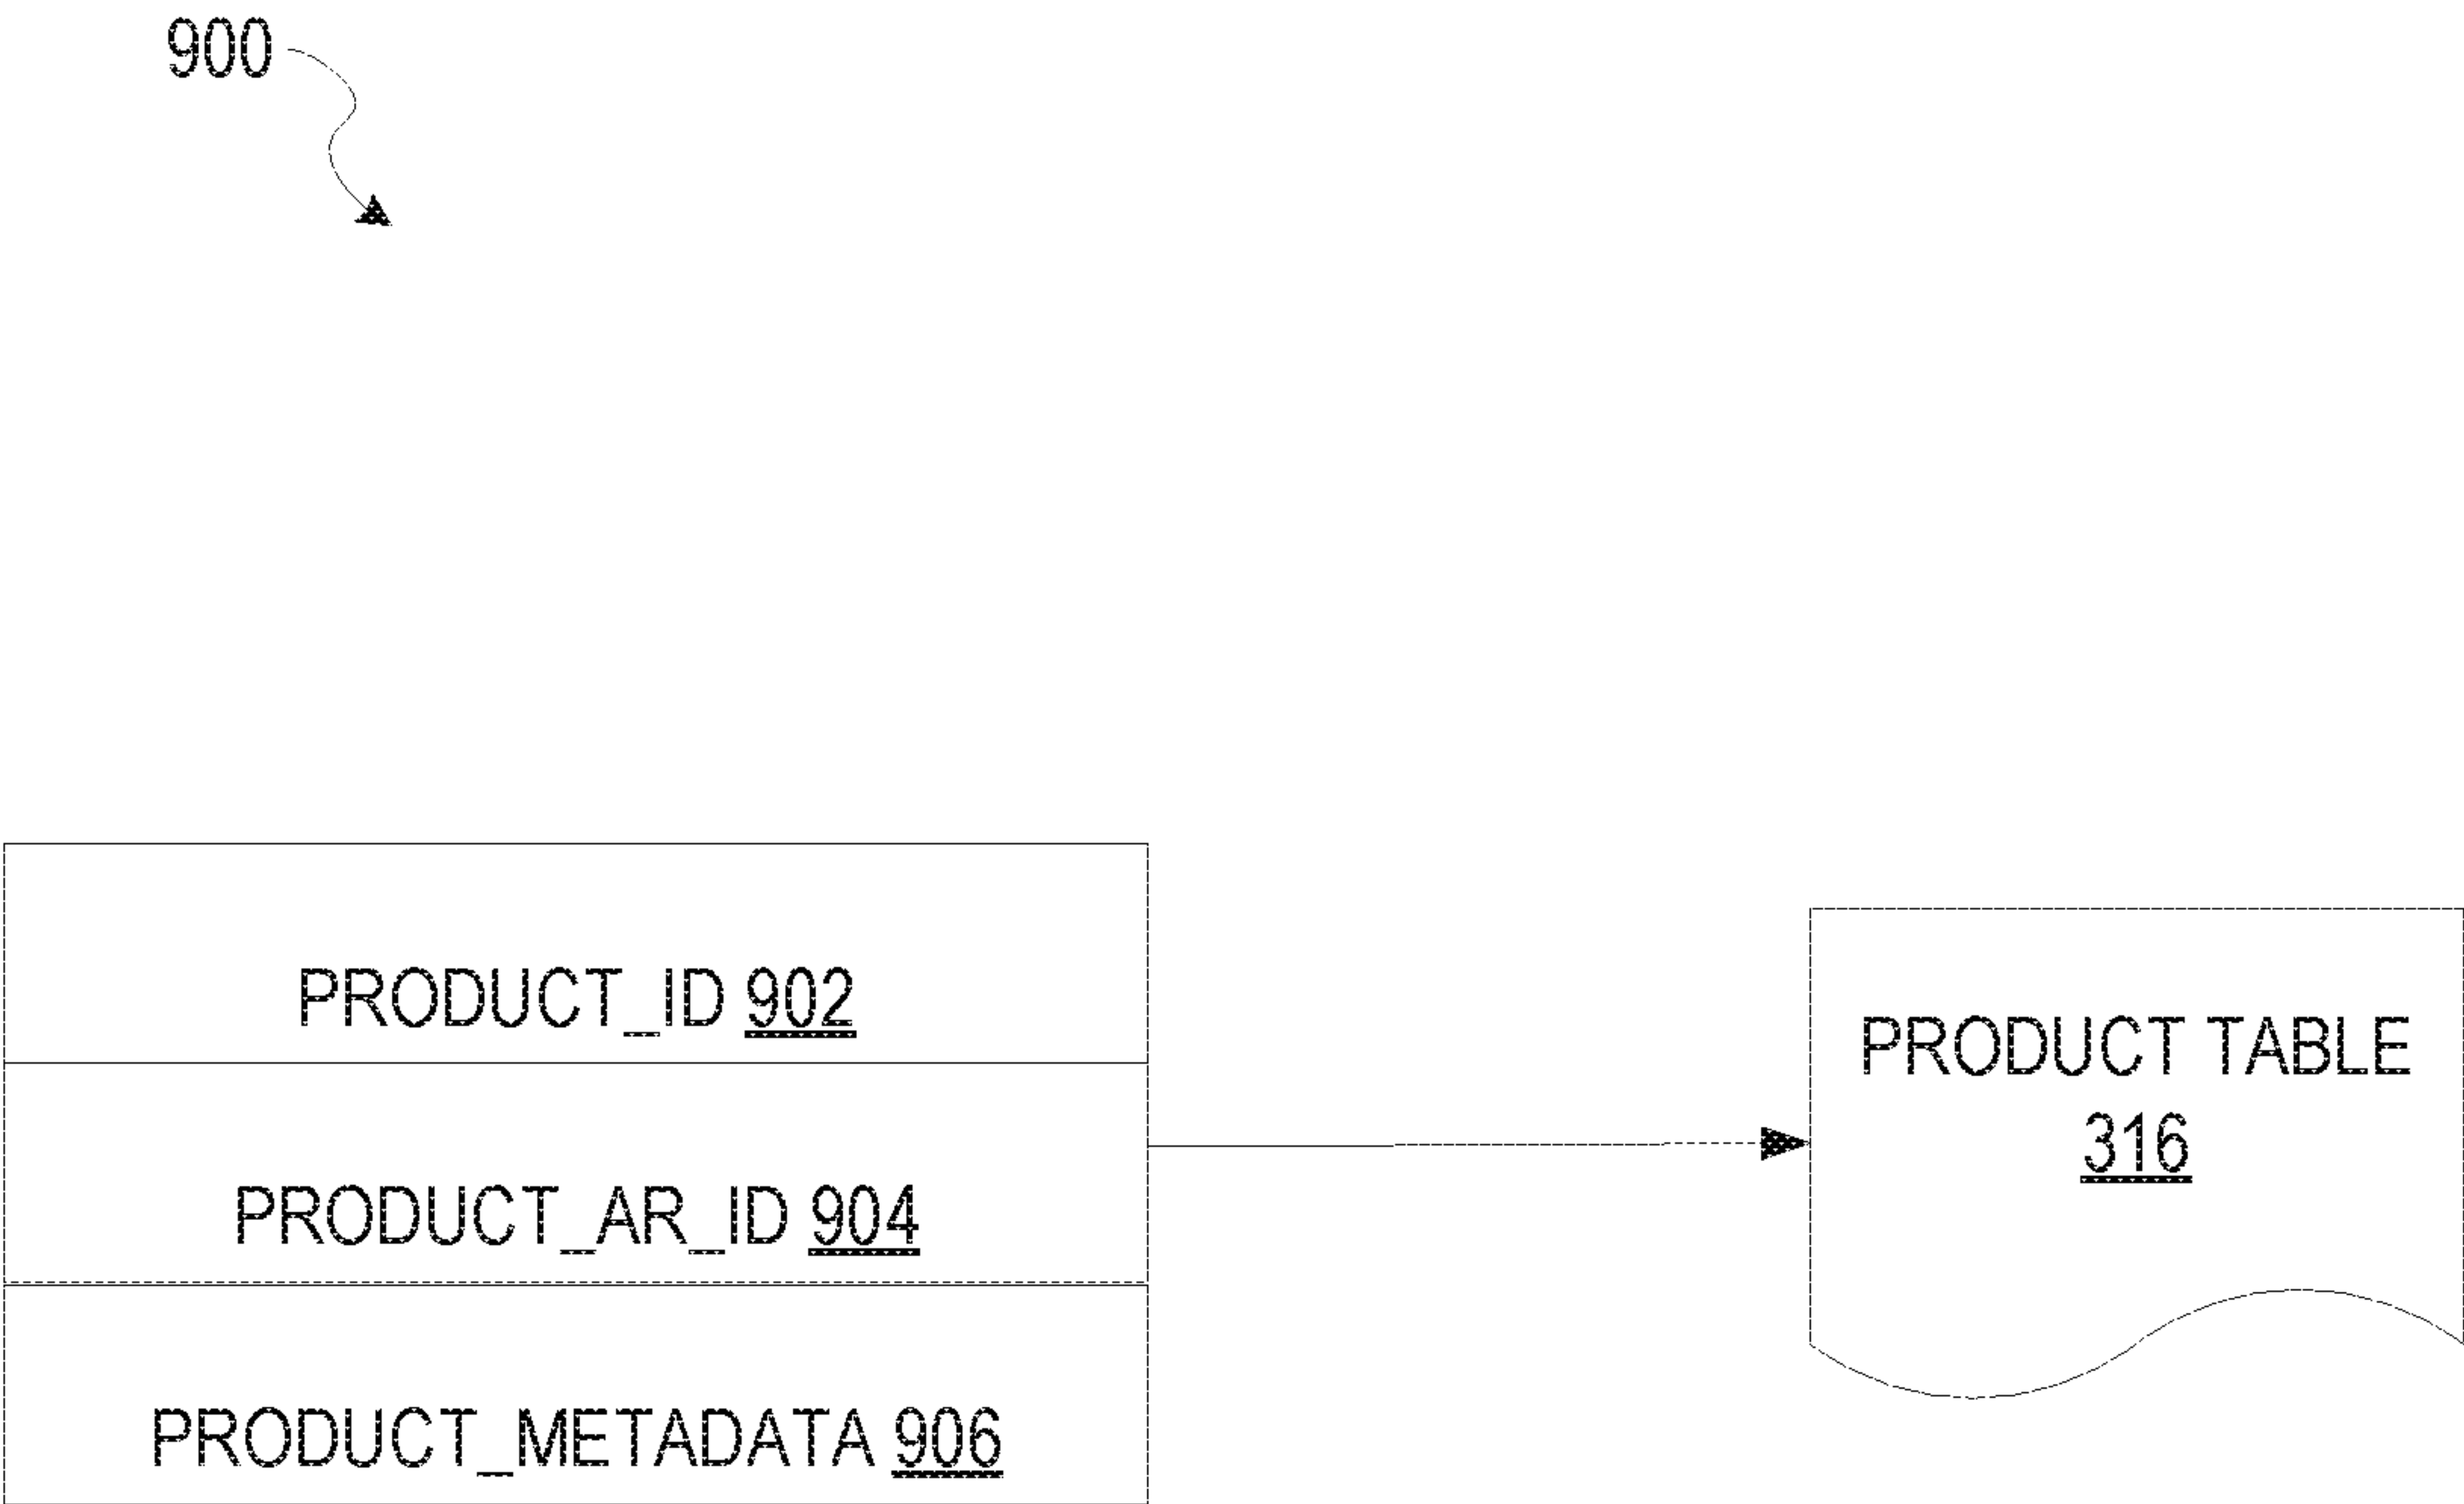 900
PRODUCT_ID 902
PRODUCT TABLE
316
PRODUCT_AR_ID 904
PRODUCT_METADATA 906